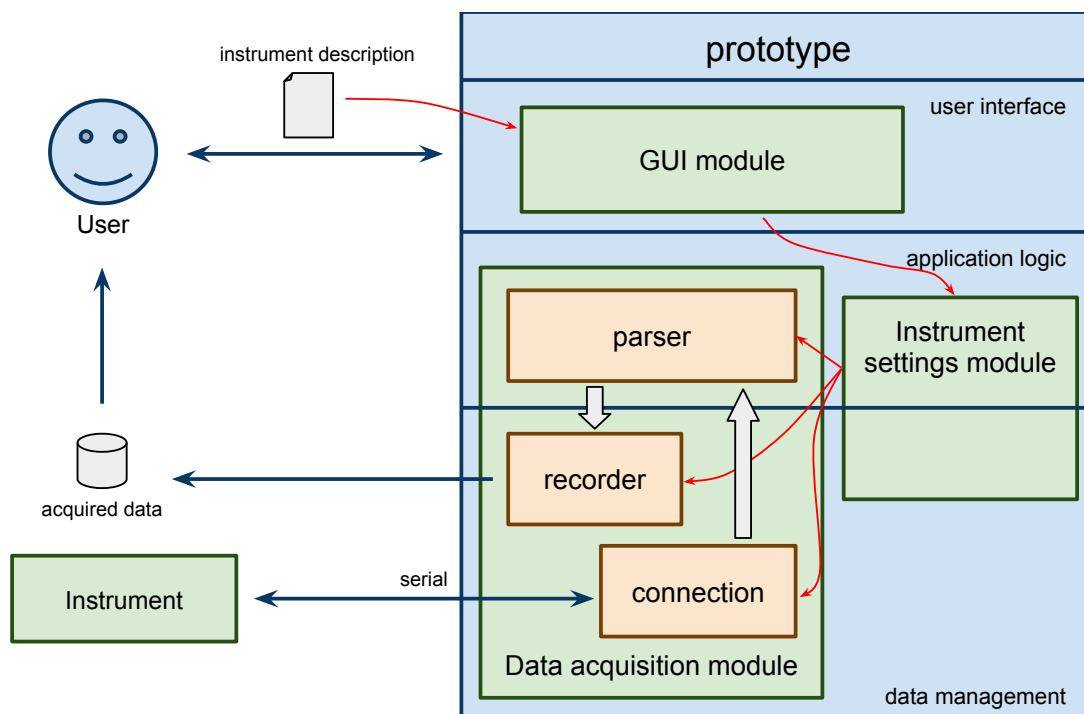 instrument description
prototype
user interface
GUI module
User
application logic
parser
Instrument
settings module
recorder
acquired data
serial
connection
Instrument
Data acquisition module
data management